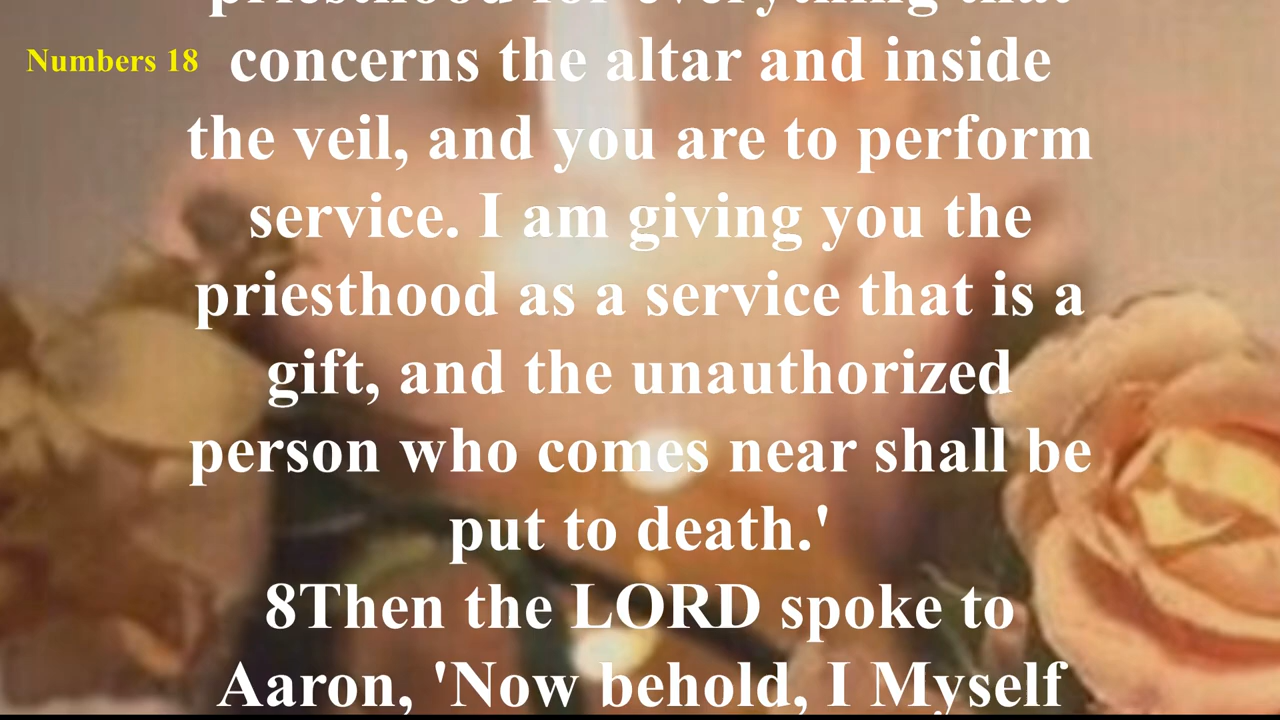 priesthood for everything that
Numbers 18
concerns the altar and inside
the veil, and you are to perform
service. I am giving you the
priesthood as a service that is a
gift, and the unauthorized
person who comes near shall be
put to death.'
8Then the LORD spoke to
Aaron, 'Now behold, I Myself